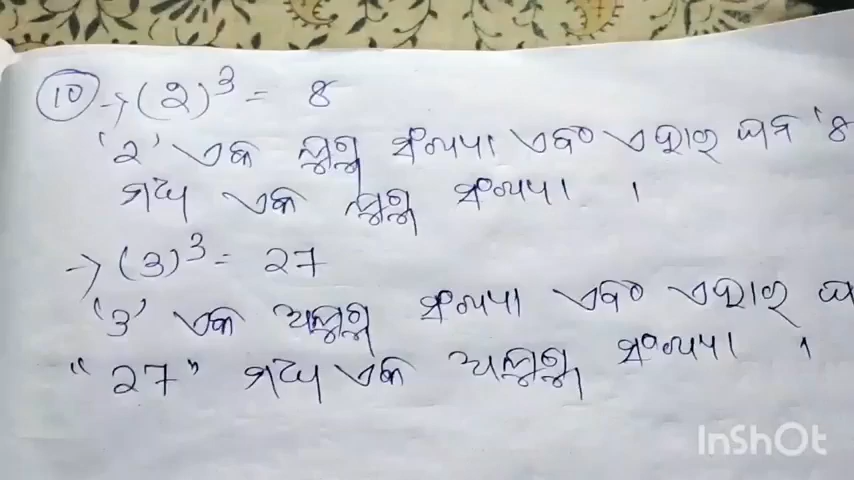 10 → (2)³ = 8
'2' ଏକ ଯୁଗ୍ମ ସଂଖ୍ୟା ଏବଂ ଏହାର ଘନ '8
ମଧ୍ୟ ଏକ ଯୁଗ୍ମ ସଂଖ୍ୟା ।
→ (3)³ = 27
'3' ଏକ ଅଯୁଗ୍ମ ସଂଖ୍ୟା ଏବଂ ଏହାର ଘ
"27" ମଧ୍ୟ ଏକ ଅଯୁଗ୍ମ ସଂଖ୍ୟା ।
InShOt